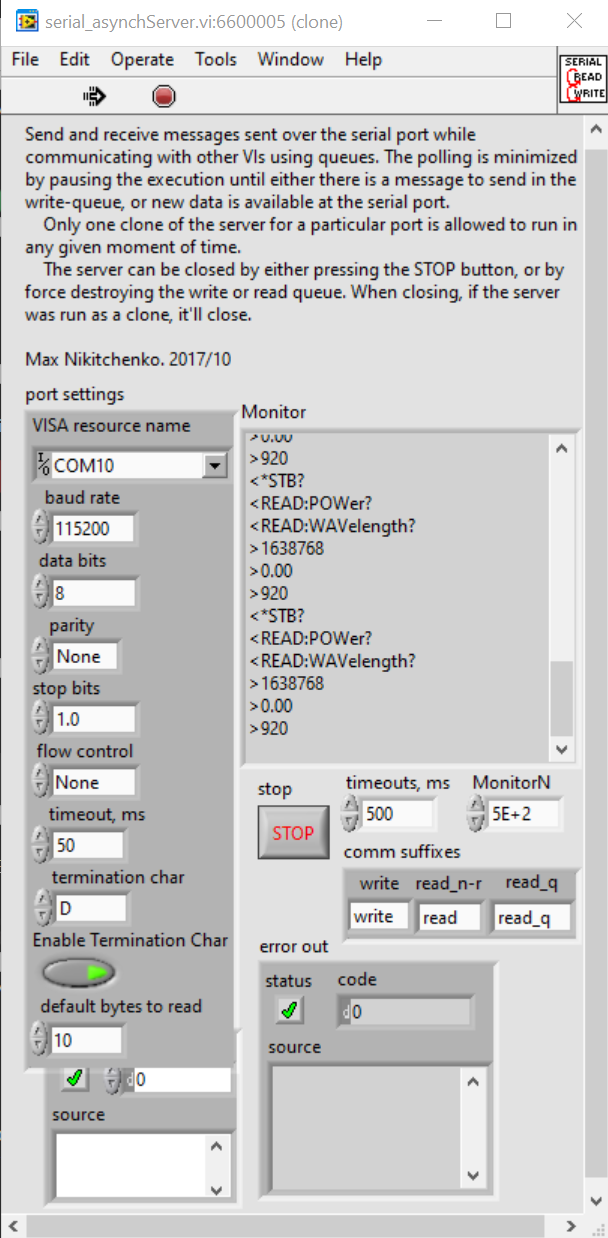 serial_asynchServer.vi:6600005 (clone)
File Edit Operate Tools Window Help
SERIAL
READ
WRITE
Send and receive messages sent over the serial port while
communicating with other VIs using queues. The polling is minimized
by pausing the execution until either there is a message to send in the
write-queue, or new data is available at the serial port.
Only one clone of the server for a particular port is allowed to run in
any given moment of time.
The server can be closed by either pressing the STOP button, or by
force destroying the write or read queue. When closing, if the server
was run as a clone, it'll close.
Max Nikitchenko. 2017/10
port settings
VISA resource name
COM10
baud rate
115200
data bits
8
parity
None
stop bits
1.0
flow control
None
timeout, ms
50
termination char
D
Enable Termination Char
default bytes to read
10
d0
source
Monitor
>0.00
>920
<*STB?
<READ:POWer?
<READ:WAVelength?
>1638768
>0.00
>920
<*STB?
<READ:POWer?
<READ:WAVelength?
>1638768
>0.00
>920
stop
STOP
timeouts, ms
500
MonitorN
5E+2
comm suffixes
write read_n-r read_q
write read read_q
error out
status code
d0
source